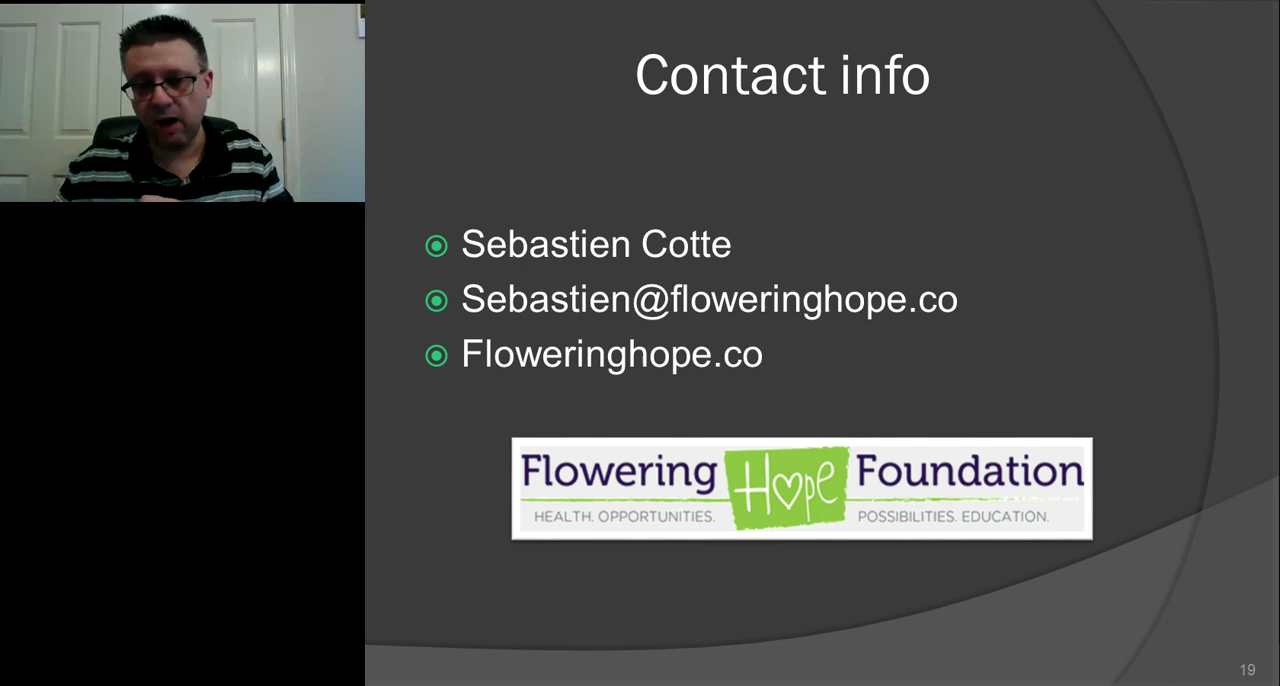 Contact info
Sebastien Cotte
Sebastien@floweringhope.co
Floweringhope.co
Flowering Hope Foundation
HEALTH. OPPORTUNITIES. POSSIBILITIES. EDUCATION.
19